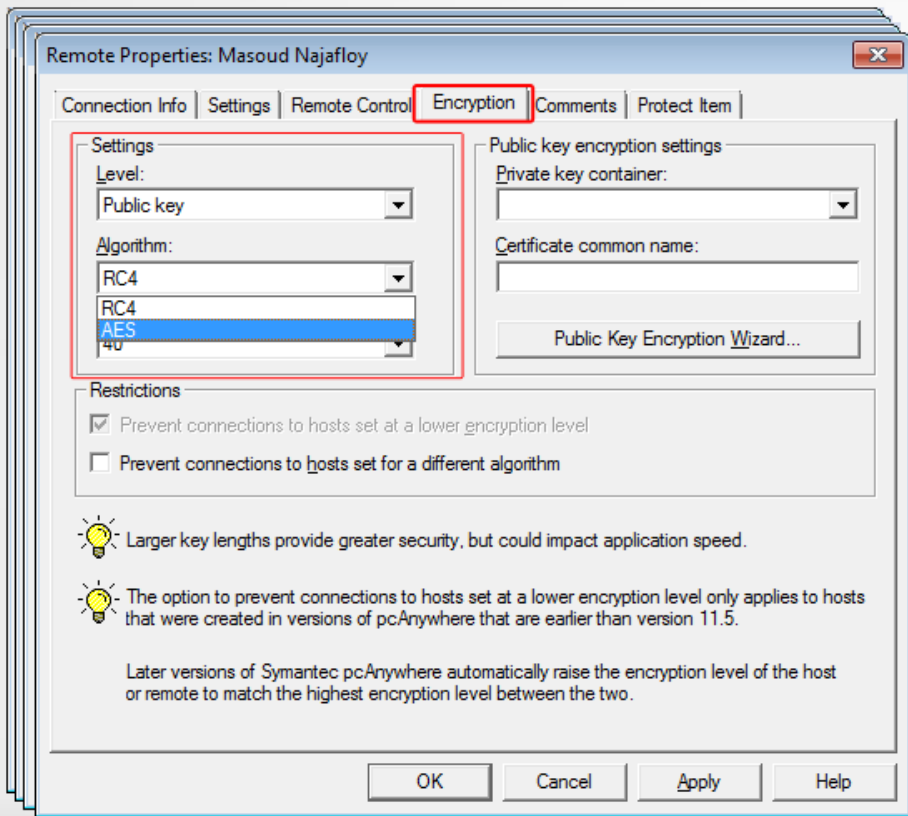 Remote Properties: Masoud Najafloy
Connection Info
Settings
Remote Control
Encryption
Comments
Protect Item
Settings
Level:
Public key
Algorithm:
RC4
RC4
AES
40
Public key encryption settings
Private key container:
Certificate common name:
Public Key Encryption Wizard...
Restrictions
Prevent connections to hosts set at a lower encryption level
Prevent connections to hosts set for a different algorithm
Larger key lengths provide greater security, but could impact application speed.
The option to prevent connections to hosts set at a lower encryption level only applies to hosts
that were created in versions of pcAnywhere that are earlier than version 11.5.
Later versions of Symantec pcAnywhere automatically raise the encryption level of the host
or remote to match the highest encryption level between the two.
OK
Cancel
Apply
Help